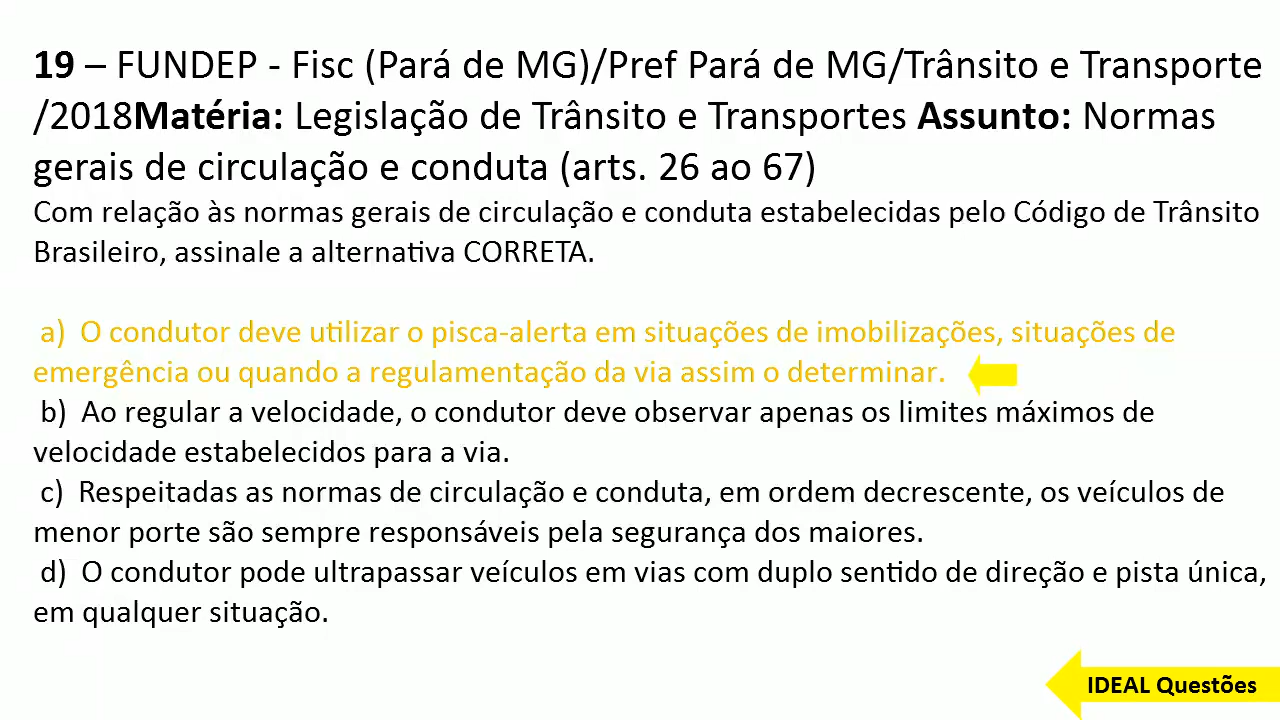 19 – FUNDEP - Fisc (Pará de MG)/Pref Pará de MG/Trânsito e Transporte
/2018Matéria: Legislação de Trânsito e Transportes Assunto: Normas
gerais de circulação e conduta (arts. 26 ao 67)
Com relação às normas gerais de circulação e conduta estabelecidas pelo Código de Trânsito
Brasileiro, assinale a alternativa CORRETA.
a) O condutor deve utilizar o pisca-alerta em situações de imobilizações, situações de
emergência ou quando a regulamentação da via assim o determinar.
b) Ao regular a velocidade, o condutor deve observar apenas os limites máximos de
velocidade estabelecidos para a via.
c) Respeitadas as normas de circulação e conduta, em ordem decrescente, os veículos de
menor porte são sempre responsáveis pela segurança dos maiores.
d) O condutor pode ultrapassar veículos em vias com duplo sentido de direção e pista única,
em qualquer situação.
IDEAL Questões